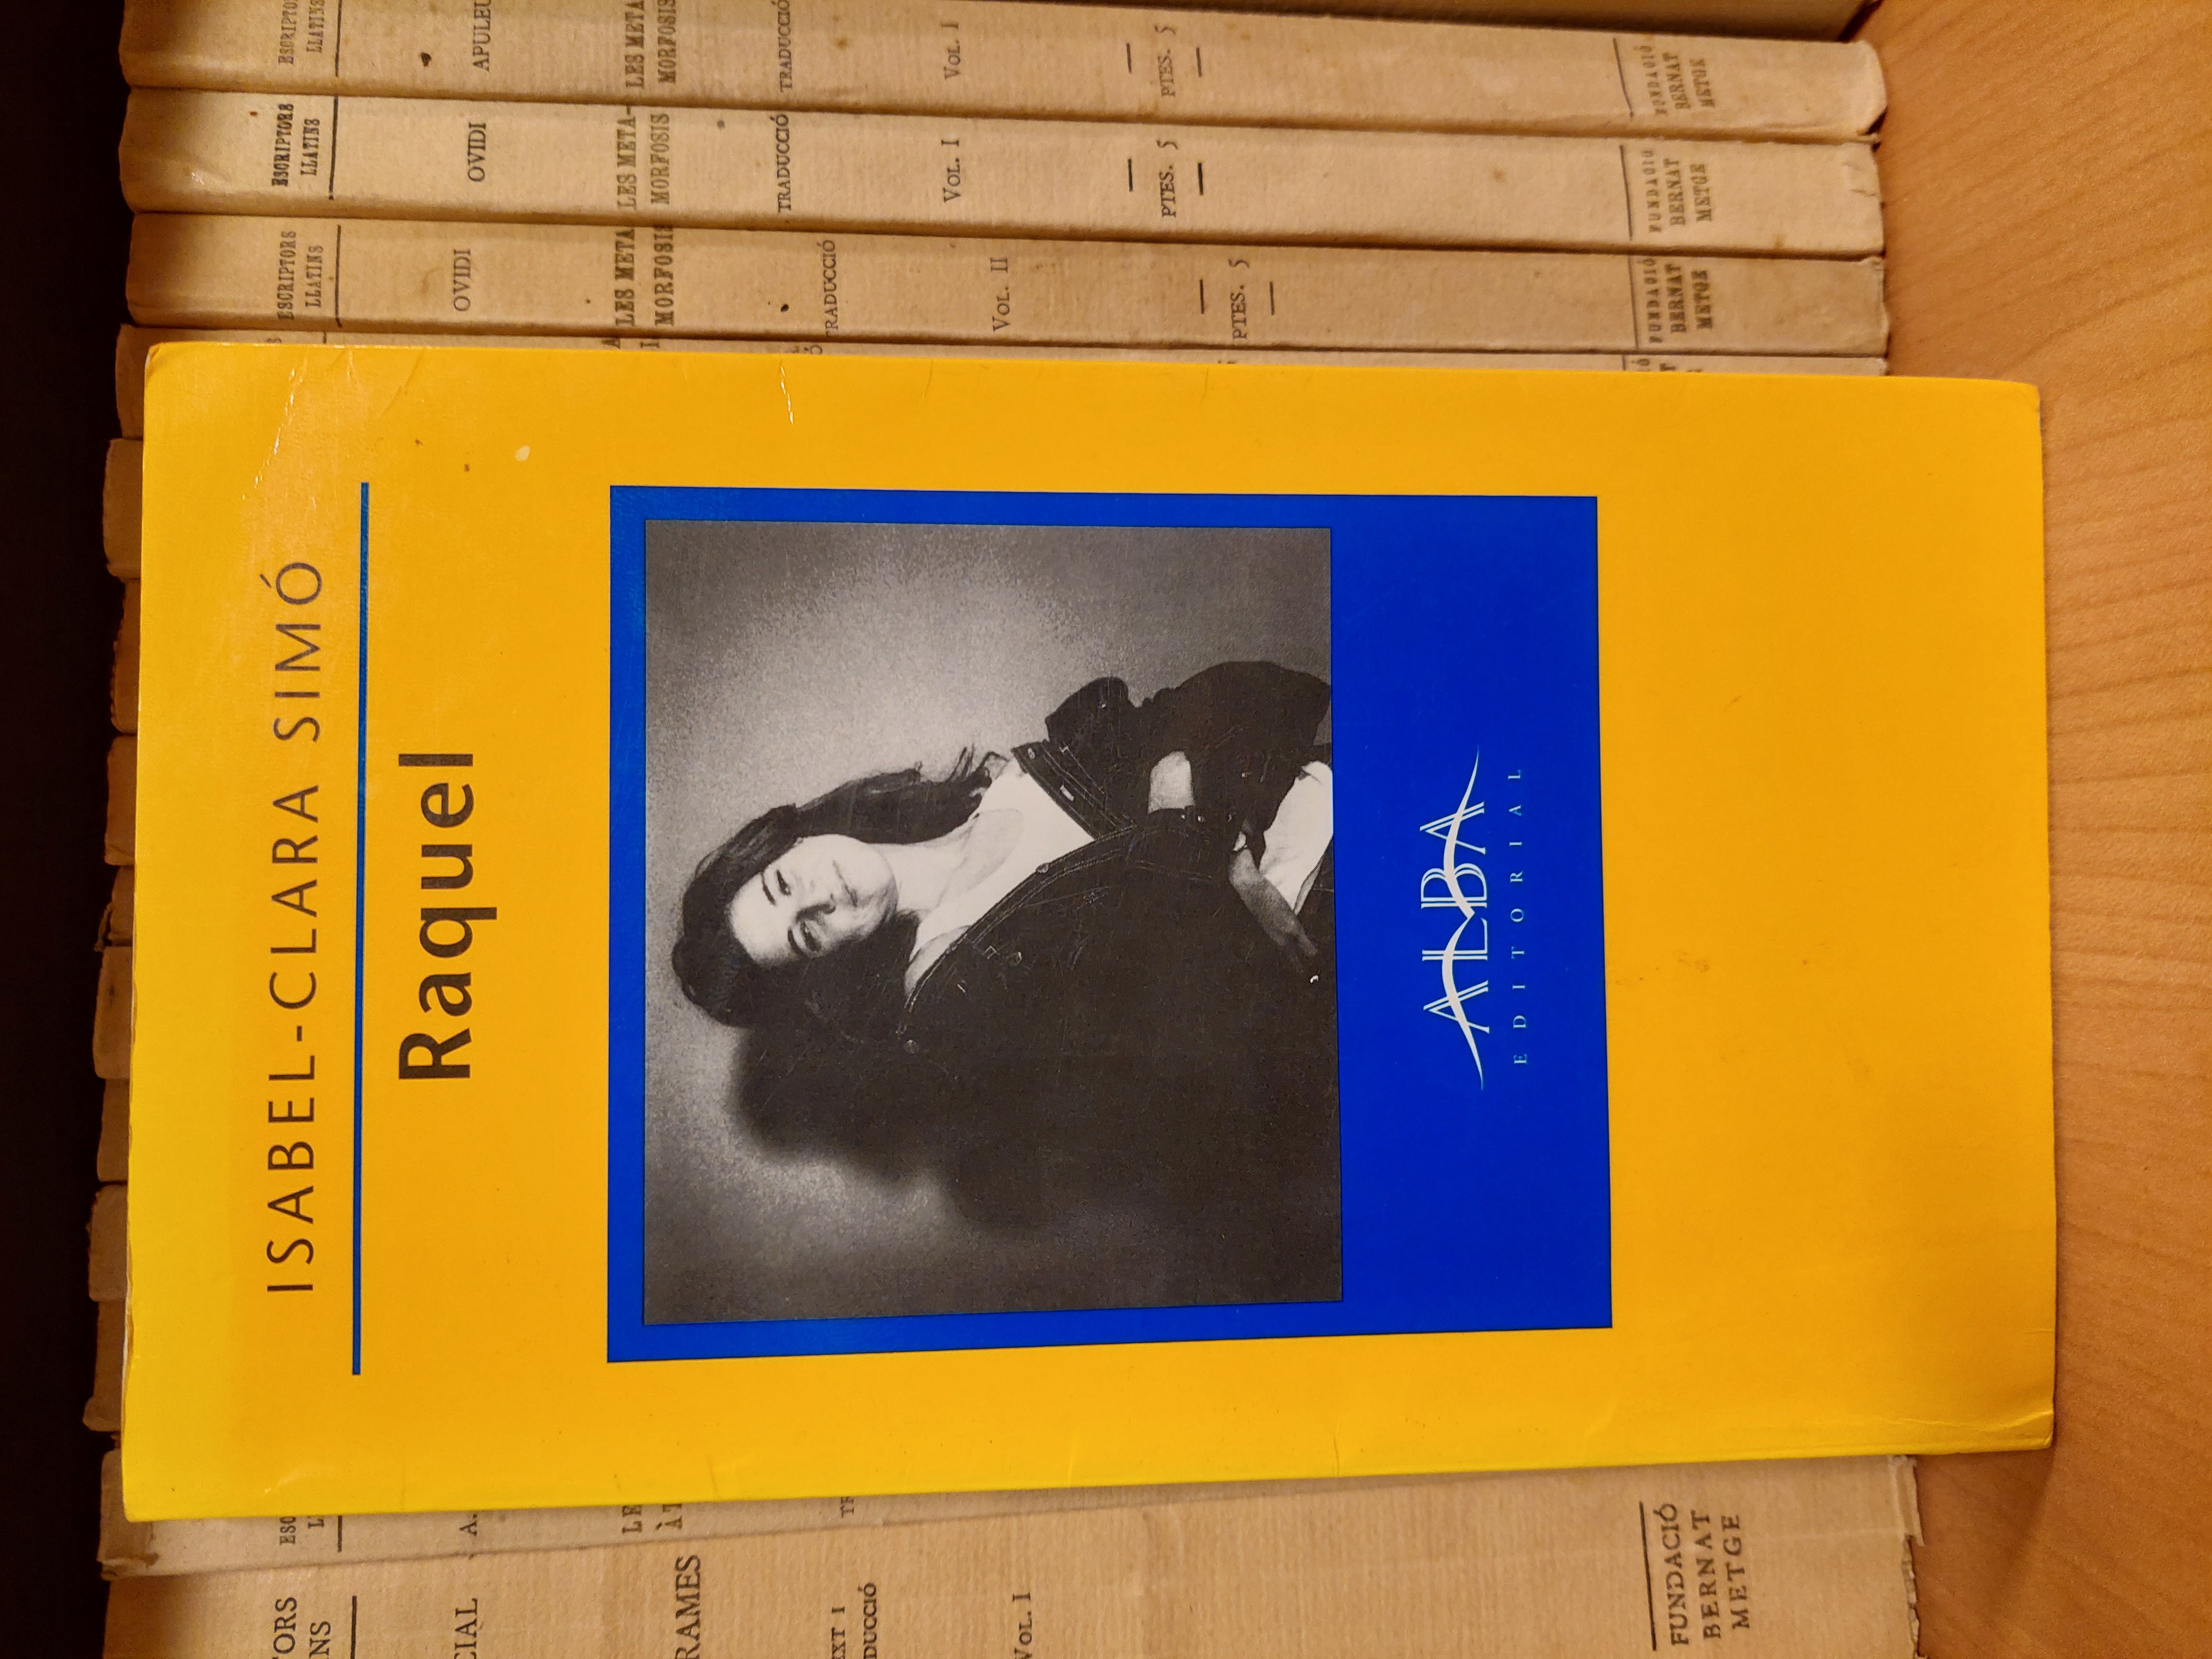 ISABEL-CLARA SIMÓ
Raquel
ALBA
EDITORIAL
LLATINS
LES META
MORFOSIS
TRADUCCIÓ
VOL. I
PTES. 5
FUNDACIÓ
BERNAT
METGE
ESCRIPTORS
LLATINS
OVIDI
LES META-
MORFOSIS
TRADUCCIÓ
VOL. I
PTES. 5
FUNDACIÓ
BERNAT
METGE
ESCRIPTORS
LLATINS
OVIDI
LES META
MORFOSIS
TRADUCCIÓ
VOL. II
PTES. 5
FUNDACIÓ
BERNAT
METGE
VOL. I
FUNDACIÓ
BERNAT
METGE